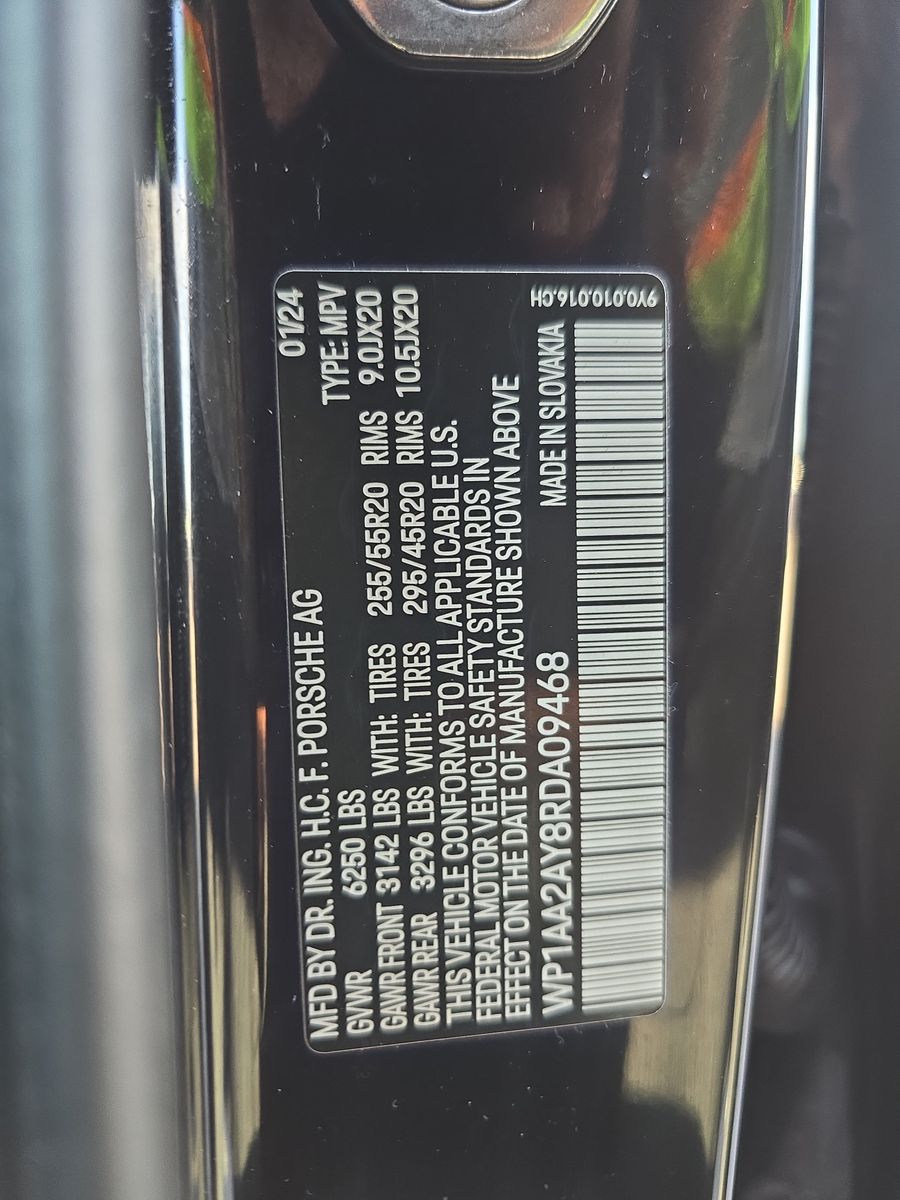 MFD BY DR. ING. H.C. F. PORSCHE AG 01/24
GVWR 6250 LBS TYPE: MPV
GAWR FRONT 3142 LBS WITH: TIRES 255/55R20 RIMS 9.0JX20
GAWR REAR 3296 LBS WITH: TIRES 295/45R20 RIMS 10.5JX20
THIS VEHICLE CONFORMS TO ALL APPLICABLE U.S.
FEDERAL MOTOR VEHICLE SAFETY STANDARDS IN
EFFECT ON THE DATE OF MANUFACTURE SHOWN ABOVE
WP1AA2AY8RDA09468 MADE IN SLOVAKIA
9Y0.010.016.CH